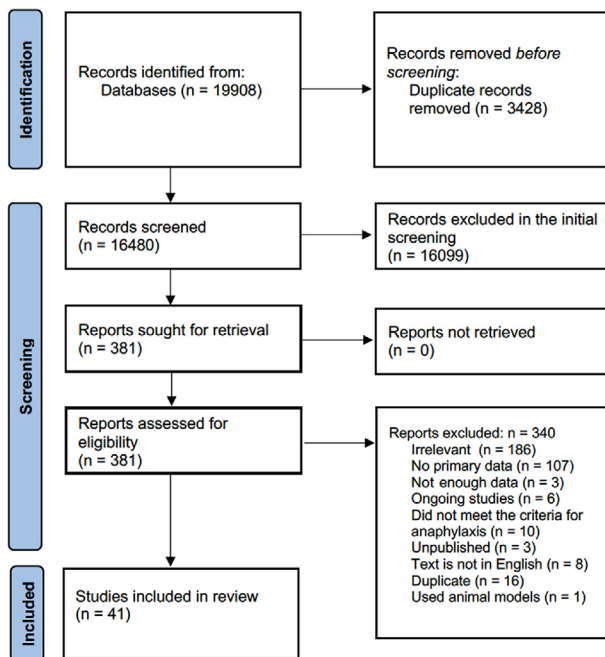 Identification
Records identified from:
Databases (n = 19908)
Records removed before
screening:
Duplicate records
removed (n = 3428)
Screening
Records screened
(n = 16480)
Records excluded in the initial
screening
(n = 16099)
Reports sought for retrieval
(n = 381)
Reports not retrieved
(n = 0)
Reports assessed for
eligibility
(n = 381)
Reports excluded: n = 340
Irrelevant (n = 186)
No primary data (n = 107)
Not enough data (n = 3)
Ongoing studies (n = 6)
Did not meet the criteria for
anaphylaxis (n = 10)
Unpublished (n = 3)
Text is not in English (n = 8)
Duplicate (n = 16)
Used animal models (n = 1)
Included
Studies included in review
(n = 41)